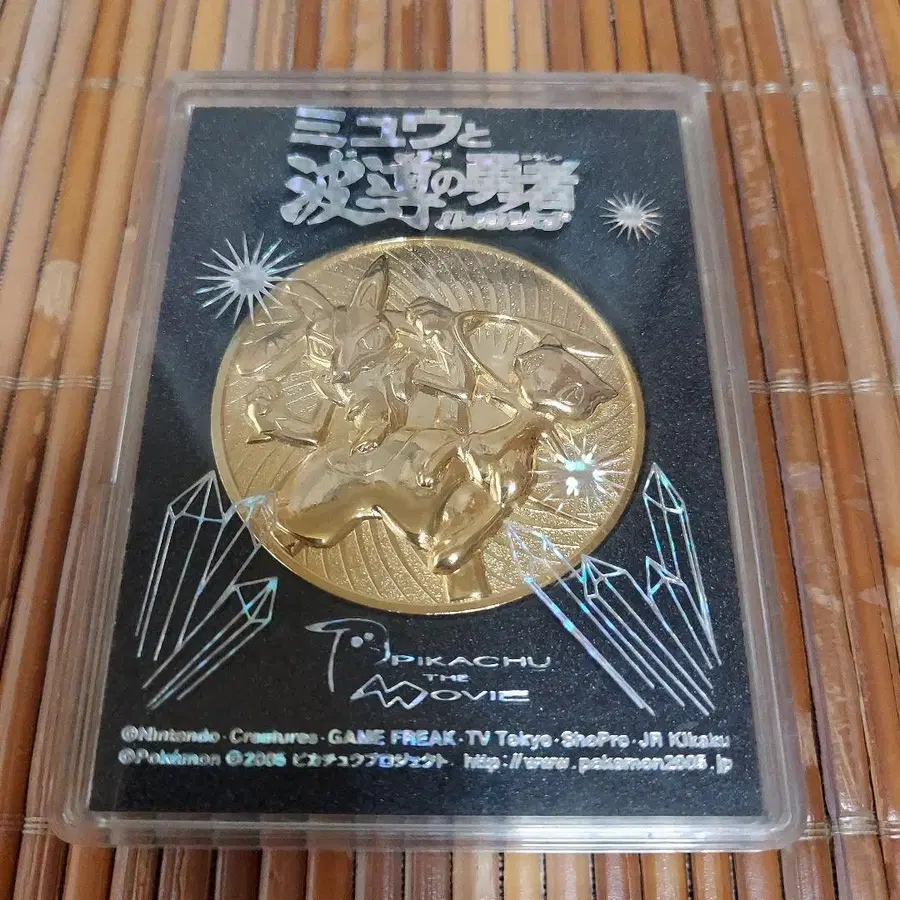 ミュウと
波導の勇者
ルカリオ
PIKACHU
THE
MOVIE
©Nintendo・Creatures・GAME FREAK・TV Tokyo・ShoPro・JR Kikaku
©Pokémon ©2005 ピカチュウプロジェクト http://www.pokemon2005.jp